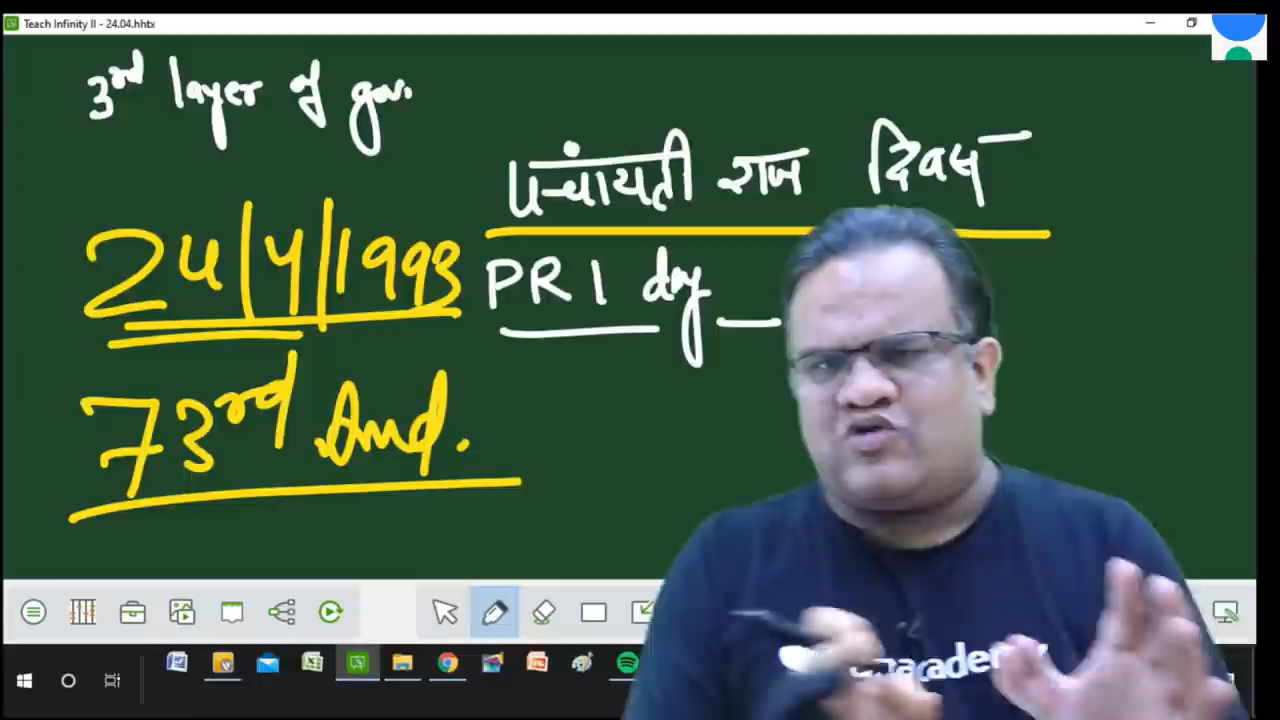 Teach Infinity II - 24.04.hhtx
3rd layer of gov.
पंचायती राज दिवस
24/4/1993
PRI day
73rd Amd.
academy